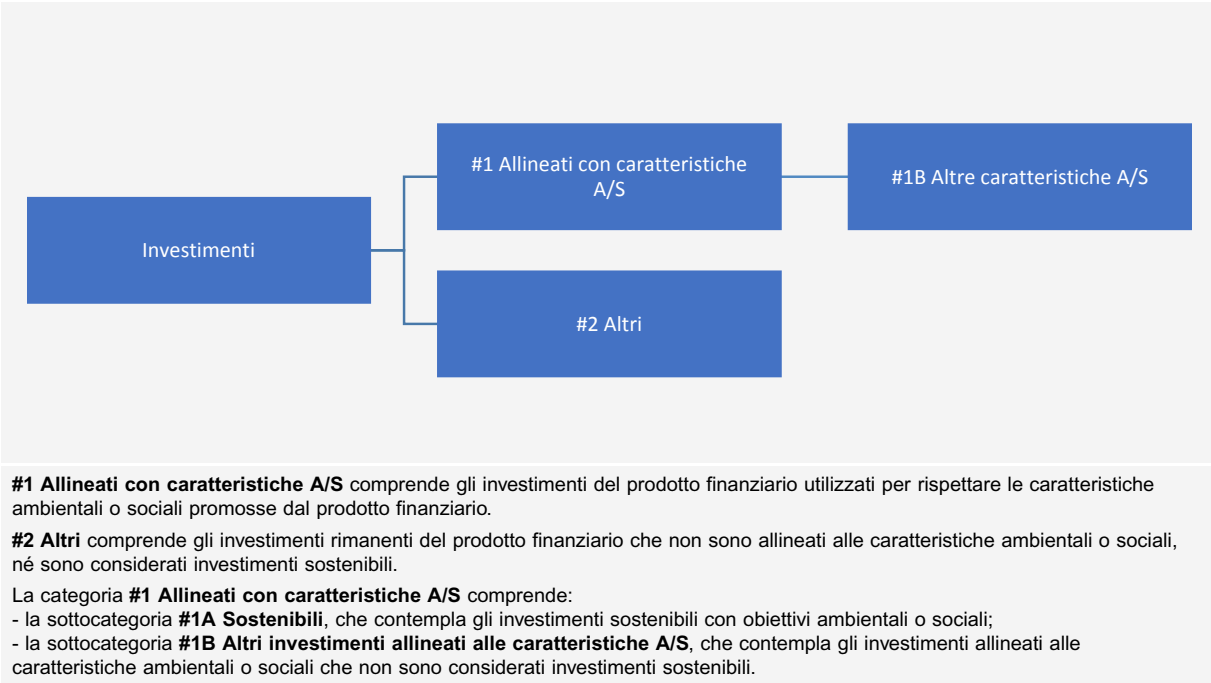 #1 Allineati con caratteristiche
A/S
#1B Altre caratteristiche A/S
Investimenti
#2 Altri
#1 Allineati con caratteristiche A/S comprende gli investimenti del prodotto finanziario utilizzati per rispettare le caratteristiche
ambientali o sociali promosse dal prodotto finanziario.
#2 Altri comprende gli investimenti rimanenti del prodotto finanziario che non sono allineati alle caratteristiche ambientali o sociali,
né sono considerati investimenti sostenibili.
La categoria #1 Allineati con caratteristiche A/S comprende:
- la sottocategoria #1A Sostenibili, che contempla gli investimenti sostenibili con obiettivi ambientali o sociali;
- la sottocategoria #1B Altri investimenti allineati alle caratteristiche A/S, che contempla gli investimenti allineati alle
caratteristiche ambientali o sociali che non sono considerati investimenti sostenibili.